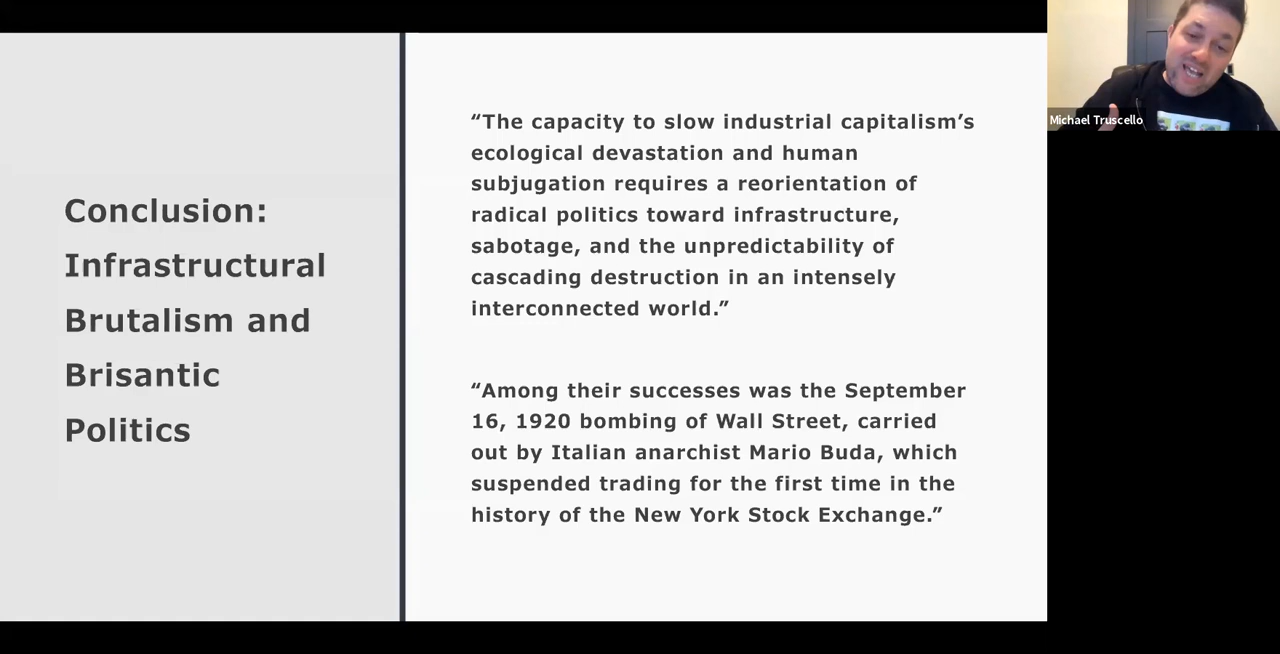 Conclusion:
Infrastructural
Brutalism and
Brisantic
Politics
“The capacity to slow industrial capitalism’s
ecological devastation and human
subjugation requires a reorientation of
radical politics toward infrastructure,
sabotage, and the unpredictability of
cascading destruction in an intensely
interconnected world.”
“Among their successes was the September
16, 1920 bombing of Wall Street, carried
out by Italian anarchist Mario Buda, which
suspended trading for the first time in the
history of the New York Stock Exchange.”
Michael Truscello